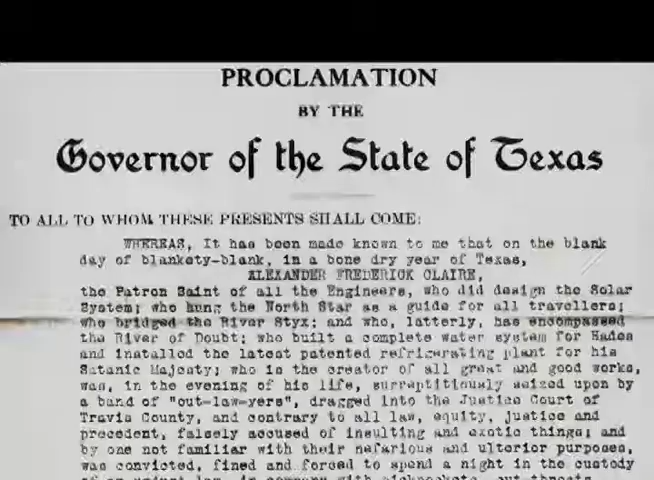 PROCLAMATION
BY THE
Governor of the State of Texas
TO ALL TO WHOM THESE PRESENTS SHALL COME:
WHEREAS, It has been made known to me that on the blank
day of blankety-blank, in a bone dry year of Texas,
ALEXANDER FREDERICK CLAIRE,
the Patron Saint of all the Engineers, who did design the Solar
System; who hung the North Star as a guide for all travellers;
who bridged the River Styx; and who, latterly, has encompassed
the River of Doubt; who built a complete water system for Hades
and installed the latest patented refrigerating plant for his
Satanic Majesty; who is the creator of all great and good works,
was, in the evening of his life, surreptitiously seized upon by
a band of "out-law-yers", dragged into the Justice Court of
Travis County, and contrary to all law, equity, justice and
precedent, falsely accused of insulting and exotic things; and
by one not familiar with their nefarious and ulterior purposes,
was convicted, fined and forced to spend a night in the custody